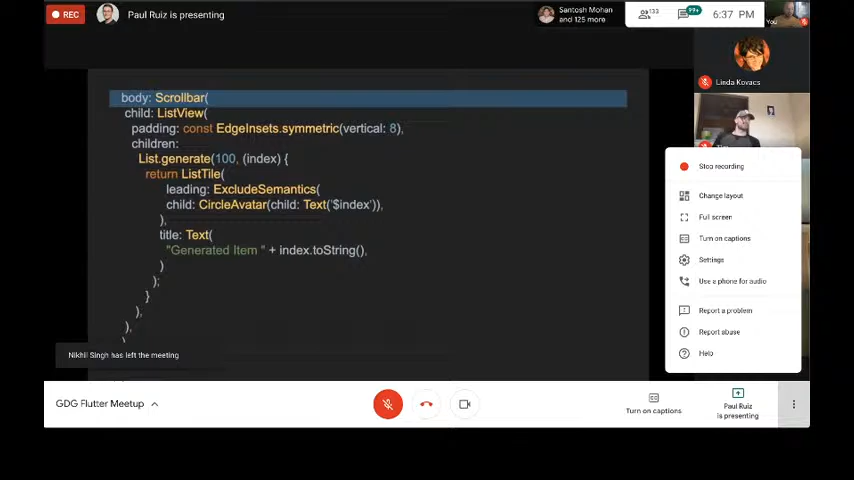 REC
Paul Ruiz is presenting
Santosh Mohan
and 125 more
133
99+
6:37 PM
You
Linda Kovacs
body: Scrollbar(
child: ListView(
padding: const EdgeInsets.symmetric(vertical: 8),
children:
List.generate(100, (index) {
return ListTile(
leading: ExcludeSemantics(
child: CircleAvatar(child: Text('$index')),
),
title: Text(
"Generated Item " + index.toString(),
)
);
}
);
),
)
Stop recording
Change layout
Full screen
Turn on captions
Settings
Use a phone for audio
Report a problem
Report abuse
Help
Nikhil Singh has left the meeting
GDG Flutter Meetup
Turn on captions
Paul Ruiz
is presenting